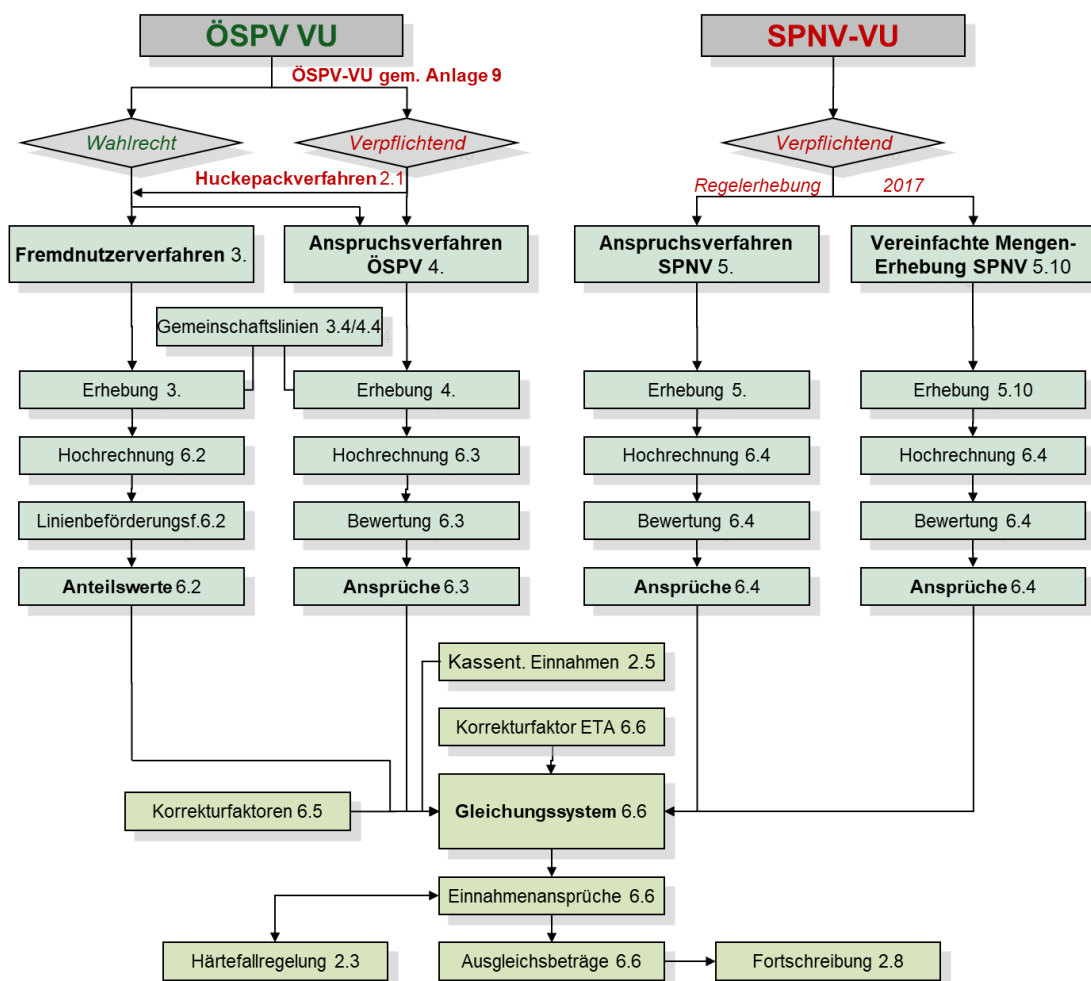 ÖSPV VU
SPNV-VU
ÖSPV-VU gem. Anlage 9
Wahlrecht
Verpflichtend
Verpflichtend
Huckepackverfahren 2.1
Regelerhebung
2017
Fremdnutzerverfahren 3.
Anspruchsverfahren
ÖSPV 4.
Anspruchsverfahren
SPNV 5.
Vereinfachte Mengen-
Erhebung SPNV 5.10
Gemeinschaftslinien 3.4/4.4
Erhebung 3.
Erhebung 4.
Erhebung 5.
Erhebung 5.10
Hochrechnung 6.2
Hochrechnung 6.3
Hochrechnung 6.4
Hochrechnung 6.4
Linienbeförderungsf.6.2
Bewertung 6.3
Bewertung 6.4
Bewertung 6.4
Anteilswerte 6.2
Ansprüche 6.3
Ansprüche 6.4
Ansprüche 6.4
Kassent. Einnahmen 2.5
Korrekturfaktor ETA 6.6
Korrekturfaktoren 6.5
Gleichungssystem 6.6
Einnahmenansprüche 6.6
Härtefallregelung 2.3
Ausgleichsbeträge 6.6
Fortschreibung 2.8